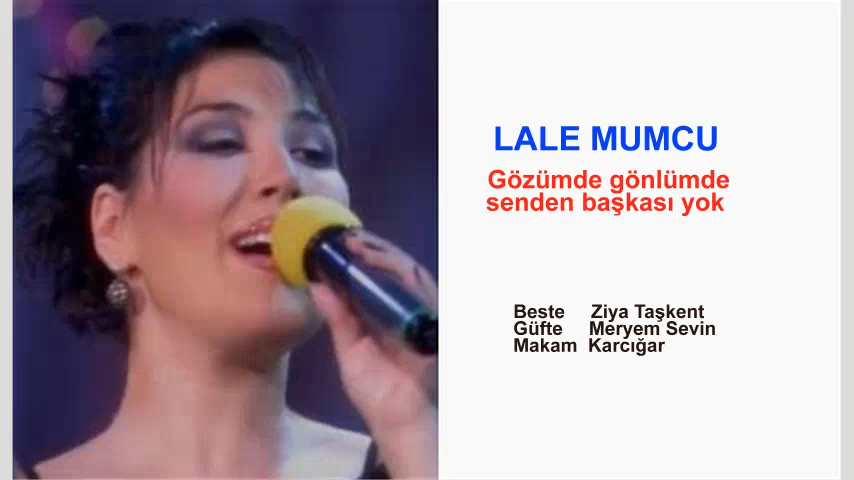 LALE MUMCU
Gözümde gönlümde
senden başkası yok
Beste Ziya Taşkent
Güfte Meryem Sevin
Makam Karcığar